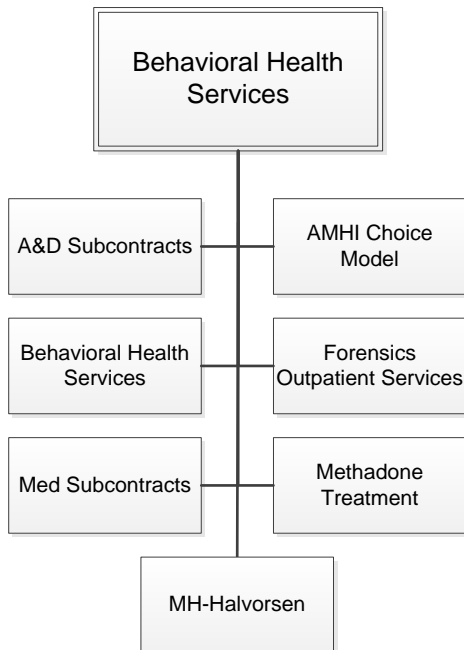 Behavioral Health
Services
A&D Subcontracts
AMHI Choice
Model
Behavioral Health
Services
Forensics
Outpatient Services
Med Subcontracts
Methadone
Treatment
MH-Halvorsen